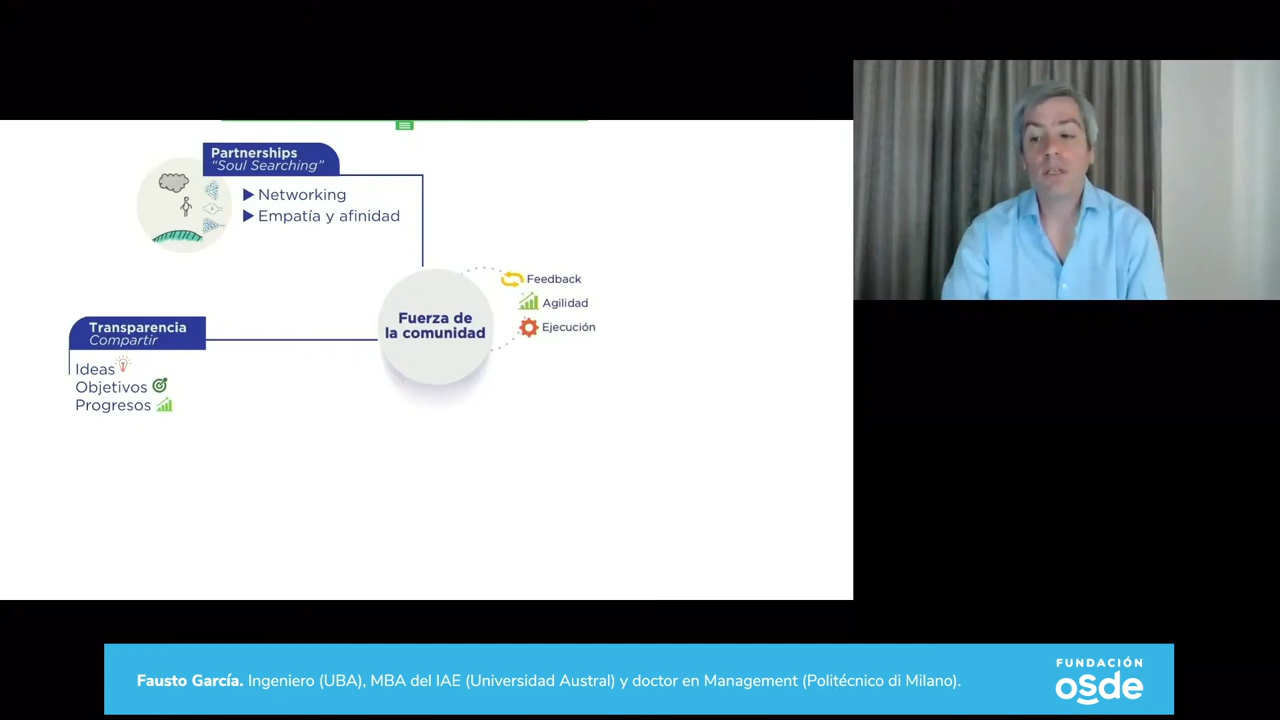 Partnerships
"Soul Searching"
Networking
Empatía y afinidad
Feedback
Agilidad
Ejecución
Fuerza de
la comunidad
Transparencia
Compartir
Ideas
Objetivos
Progresos
Fausto García. Ingeniero (UBA), MBA del IAE (Universidad Austral) y doctor en Management (Politécnico di Milano).
FUNDACIÓN
osde